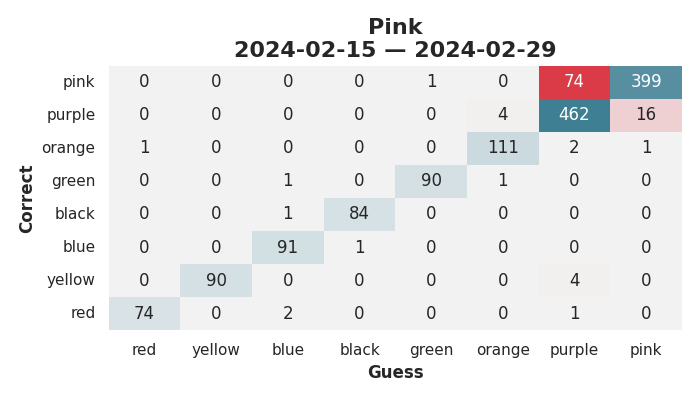 Pink
2024-02-15 — 2024-02-29
pink 0 0 0 0 1 0 74 399
purple 0 0 0 0 0 4 462 16
orange 1 0 0 0 0 111 2 1
green 0 0 1 0 90 1 0 0
black 0 0 1 84 0 0 0 0
blue 0 0 91 1 0 0 0 0
yellow 0 90 0 0 0 0 4 0
red 74 0 2 0 0 0 1 0
Correct
red yellow blue black green orange purple pink
Guess